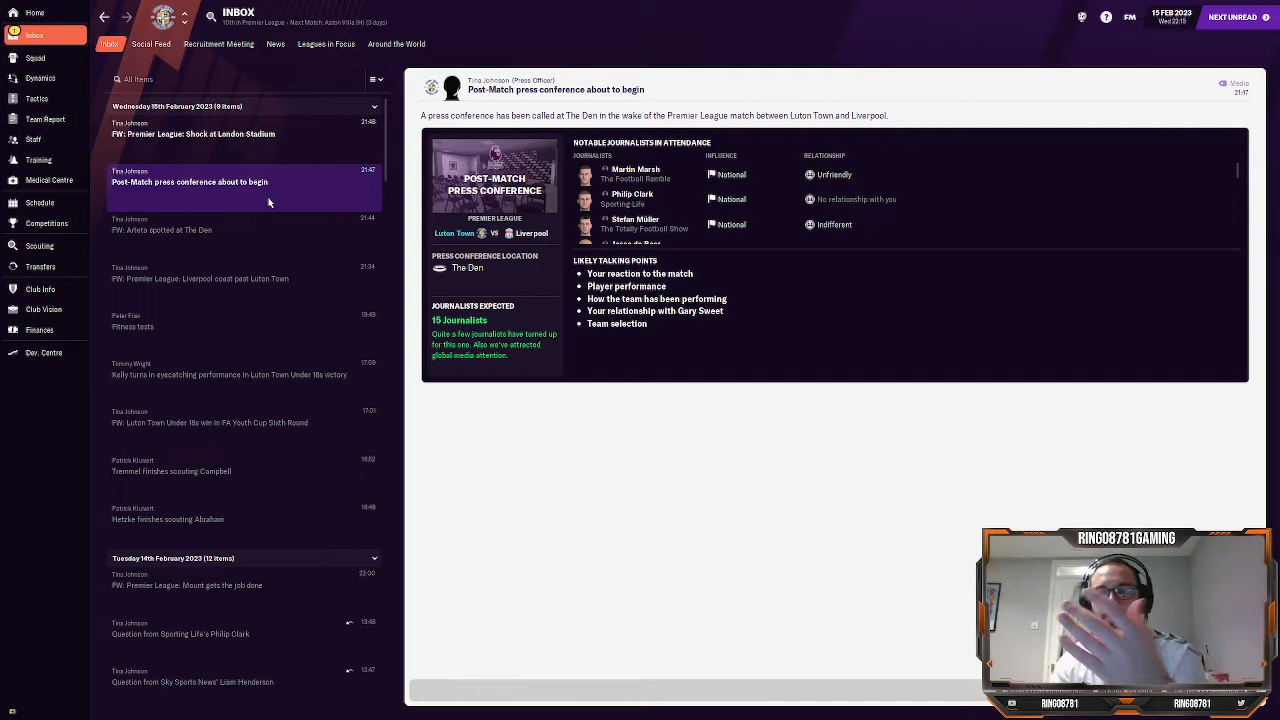 Home
INBOX
10th in Premier League › Next Match: Aston Villa (H) (3 days)
FM
15 FEB 2023
Wed 22:15
NEXT UNREAD
1
Inbox
Squad
Dynamics
Tactics
Team Report
Staff
Training
Medical Centre
Schedule
Competitions
Scouting
Transfers
Club Info
Club Vision
Finances
Dev. Centre
Inbox
Social Feed
Recruitment Meeting
News
Leagues in Focus
Around the World
All Items
Wednesday 15th February 2023 (9 items)
Tina Johnson
21:48
FW: Premier League: Shock at London Stadium
Tina Johnson
21:47
Post-Match press conference about to begin
Tina Johnson
21:44
FW: Arteta spotted at The Den
Tina Johnson
21:34
FW: Premier League: Liverpool coast past Luton Town
Peter Frier
19:49
Fitness tests
Tommy Wright
17:09
Kelly turns in eyecatching performance in Luton Town Under 18s victory
Tina Johnson
17:01
FW: Luton Town Under 18s win in FA Youth Cup Sixth Round
Patrick Kluivert
16:52
Tremmel finishes scouting Campbell
Patrick Kluivert
16:48
Hetzke finishes scouting Abraham
Tuesday 14th February 2023 (12 items)
Tina Johnson
22:00
FW: Premier League: Mount gets the job done
Tina Johnson
13:48
Question from Sporting Life's Philip Clark
Tina Johnson
13:47
Question from Sky Sports News' Liam Henderson
Tina Johnson (Press Officer)
Post-Match press conference about to begin
Media
21:47
A press conference has been called at The Den in the wake of the Premier League match between Luton Town and Liverpool.
POST-MATCH
PRESS CONFERENCE
PREMIER LEAGUE
Luton Town VS Liverpool
PRESS CONFERENCE LOCATION:
The Den
JOURNALISTS EXPECTED
15 Journalists
Quite a few journalists have turned up
for this one. Also we've attracted
global media attention.
NOTABLE JOURNALISTS IN ATTENDANCE
JOURNALISTS
INFLUENCE
RELATIONSHIP
Martin Marsh
The Football Ramble
National
Unfriendly
Philip Clark
Sporting Life
National
No relationship with you
Stefan Müller
The Totally Football Show
National
Indifferent
LIKELY TALKING POINTS
• Your reaction to the match
• Player performance
• How the team has been performing
• Your relationship with Gary Sweet
• Team selection
RINGO8781GAMING
RINGO8781
RINGO8781